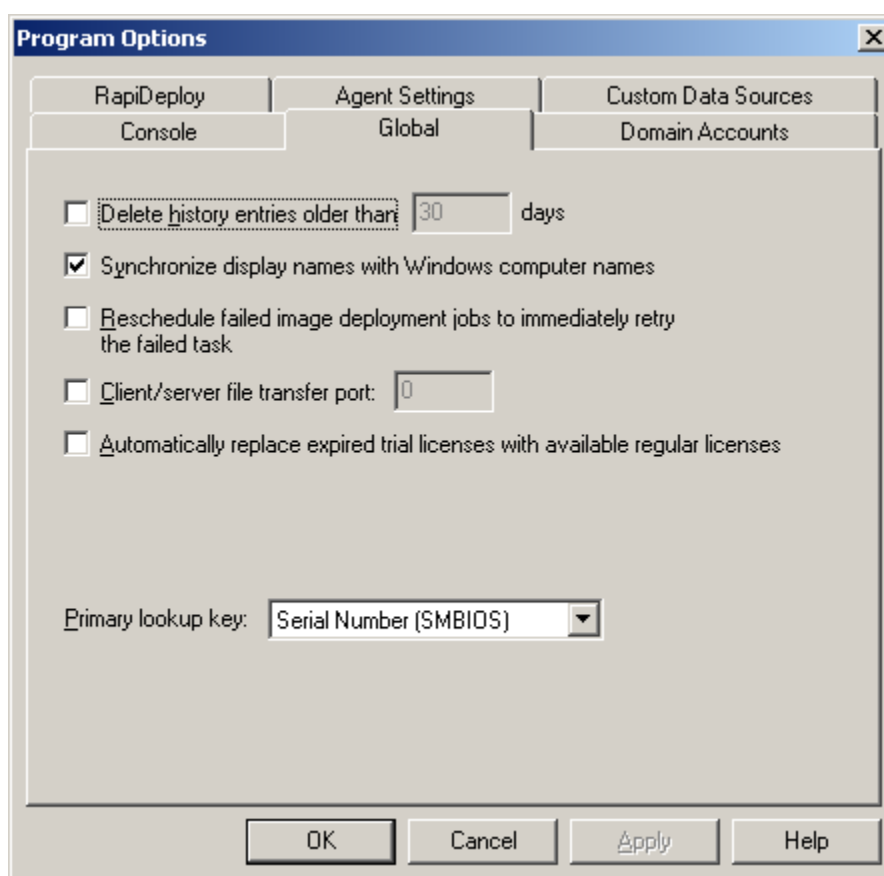 Program Options
RapiDeploy Agent Settings Custom Data Sources
Console Global Domain Accounts
Delete history entries older than 30 days
Synchronize display names with Windows computer names
Reschedule failed image deployment jobs to immediately retry
the failed task
Client/server file transfer port: 0
Automatically replace expired trial licenses with available regular licenses
Primary lookup key: Serial Number (SMBIOS)
OK Cancel Apply Help